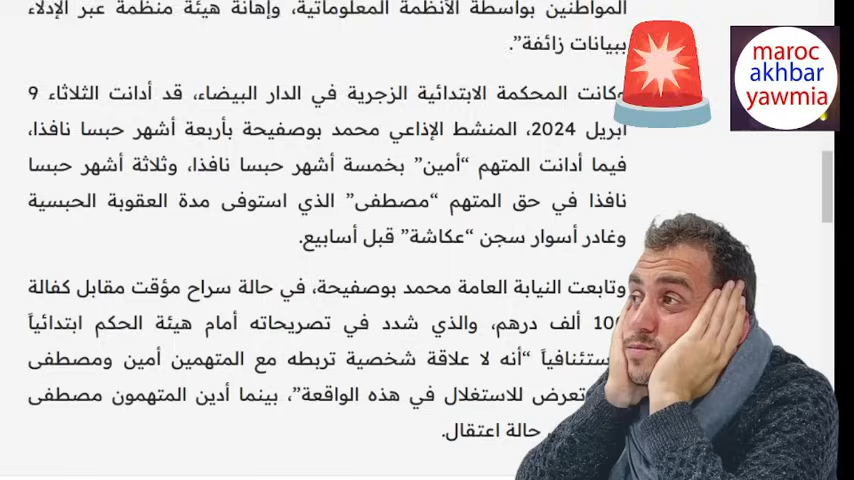 المواطنين بواسطة الأنظمة المعلوماتية، وإهانة هيئة منظمة عبر الإدلاء
ببيانات زائفة”.
وكانت المحكمة الابتدائية الزجرية في الدار البيضاء، قد أدانت الثلاثاء 9
أبريل 2024، المنشط الإذاعي محمد بوصفيحة بأربعة أشهر حبسا نافذا،
فيما أدانت المتهم “أمين” بخمسة أشهر حبسا نافذا، وثلاثة أشهر حبسا
نافذا في حق المتهم “مصطفى” الذي استوفى مدة العقوبة الحبسية
وغادر أسوار سجن “عكاشة” قبل أسابيع.
وتابعت النيابة العامة محمد بوصفيحة، في حالة سراح مؤقت مقابل كفالة
ألف درهم، والذي شدد في تصريحاته أمام هيئة الحكم ابتدائياً
“أنه لا علاقة شخصية تربطه مع المتهمين أمين ومصطفى
تعرض للاستغلال في هذه الواقعة”، بينما أدين المتهمون مصطفى
حالة اعتقال.
maroc
akhbar
yawmia